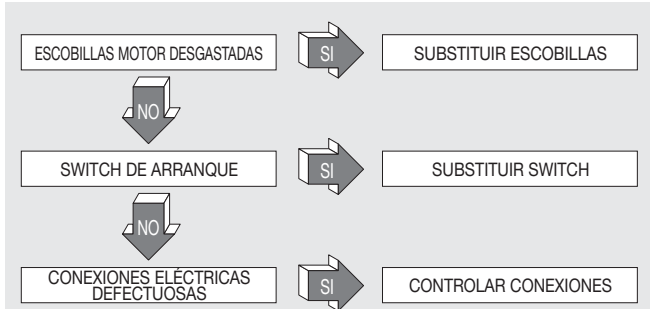 ESCOBILLAS MOTOR DESGASTADAS
SI
SUBSTITUIR ESCOBILLAS
NO
SWITCH DE ARRANQUE
SI
SUBSTITUIR SWITCH
NO
CONEXIONES ELÉCTRICAS
DEFECTUOSAS
SI
CONTROLAR CONEXIONES